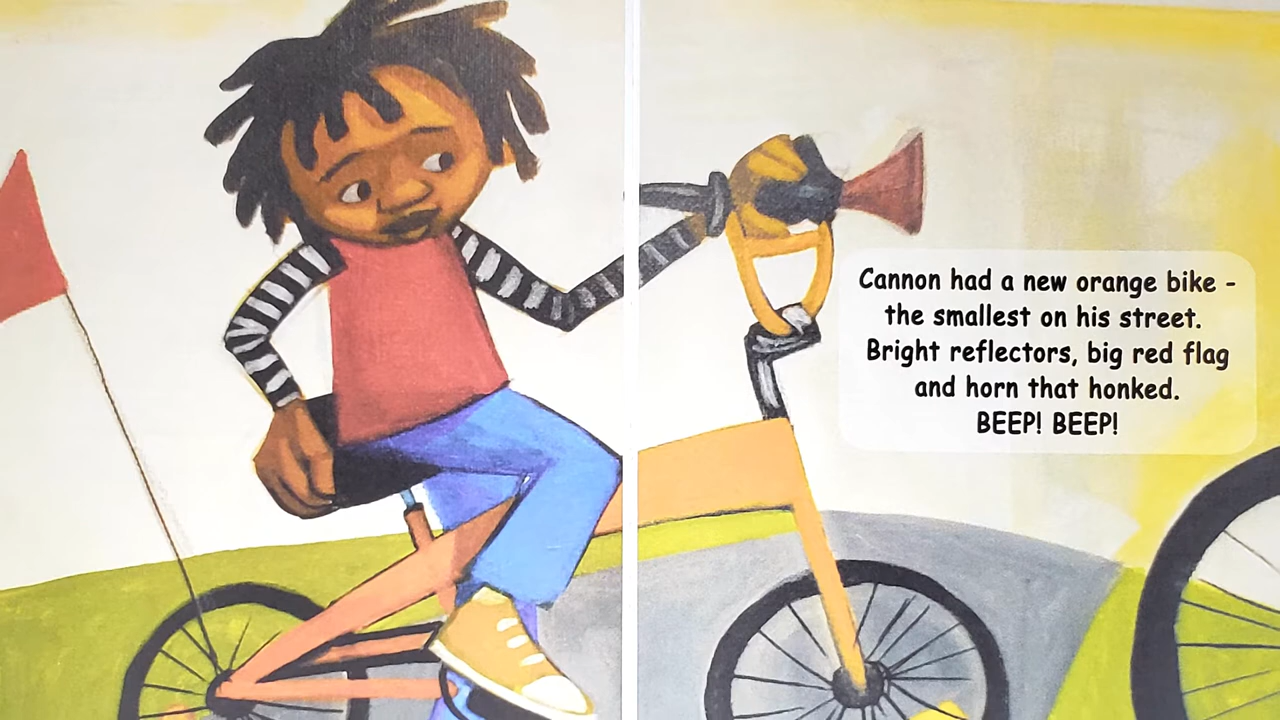 Cannon had a new orange bike -
the smallest on his street.
Bright reflectors, big red flag
and horn that honked.
BEEP! BEEP!